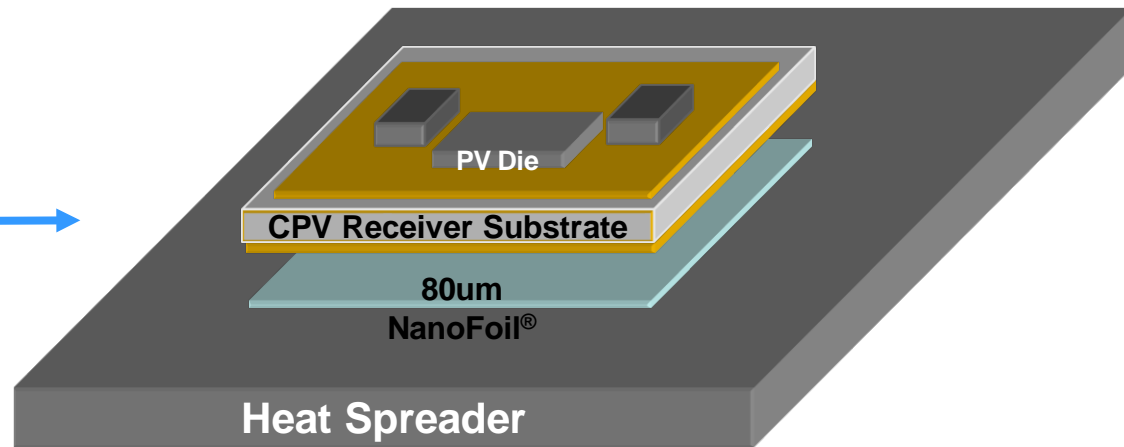 PV Die
CPV Receiver Substrate
80um
NanoFoil®
Heat Spreader